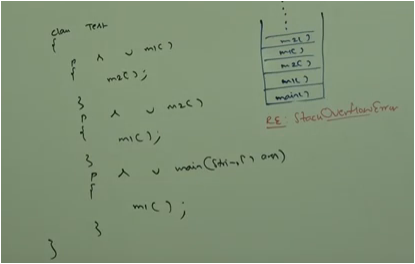 class Test
{
p s v m1()
{
m2();
}
p s v m2()
{
m1();
}
p s v main(String[] args)
{
m1();
}
}
m2()
m1()
m2()
m1()
main()
RE: StackOverflowError